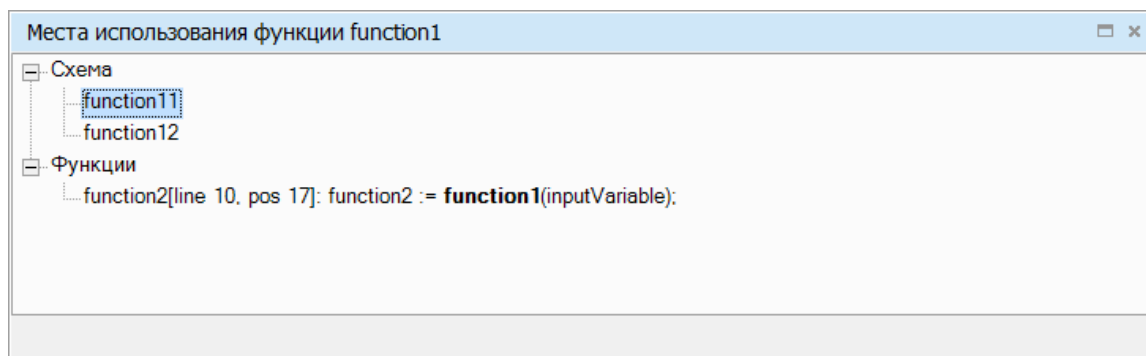 Места использования функции function1
Схема
function11
function12
Функции
function2[line 10, pos 17]: function2 := function1(inputVariable);